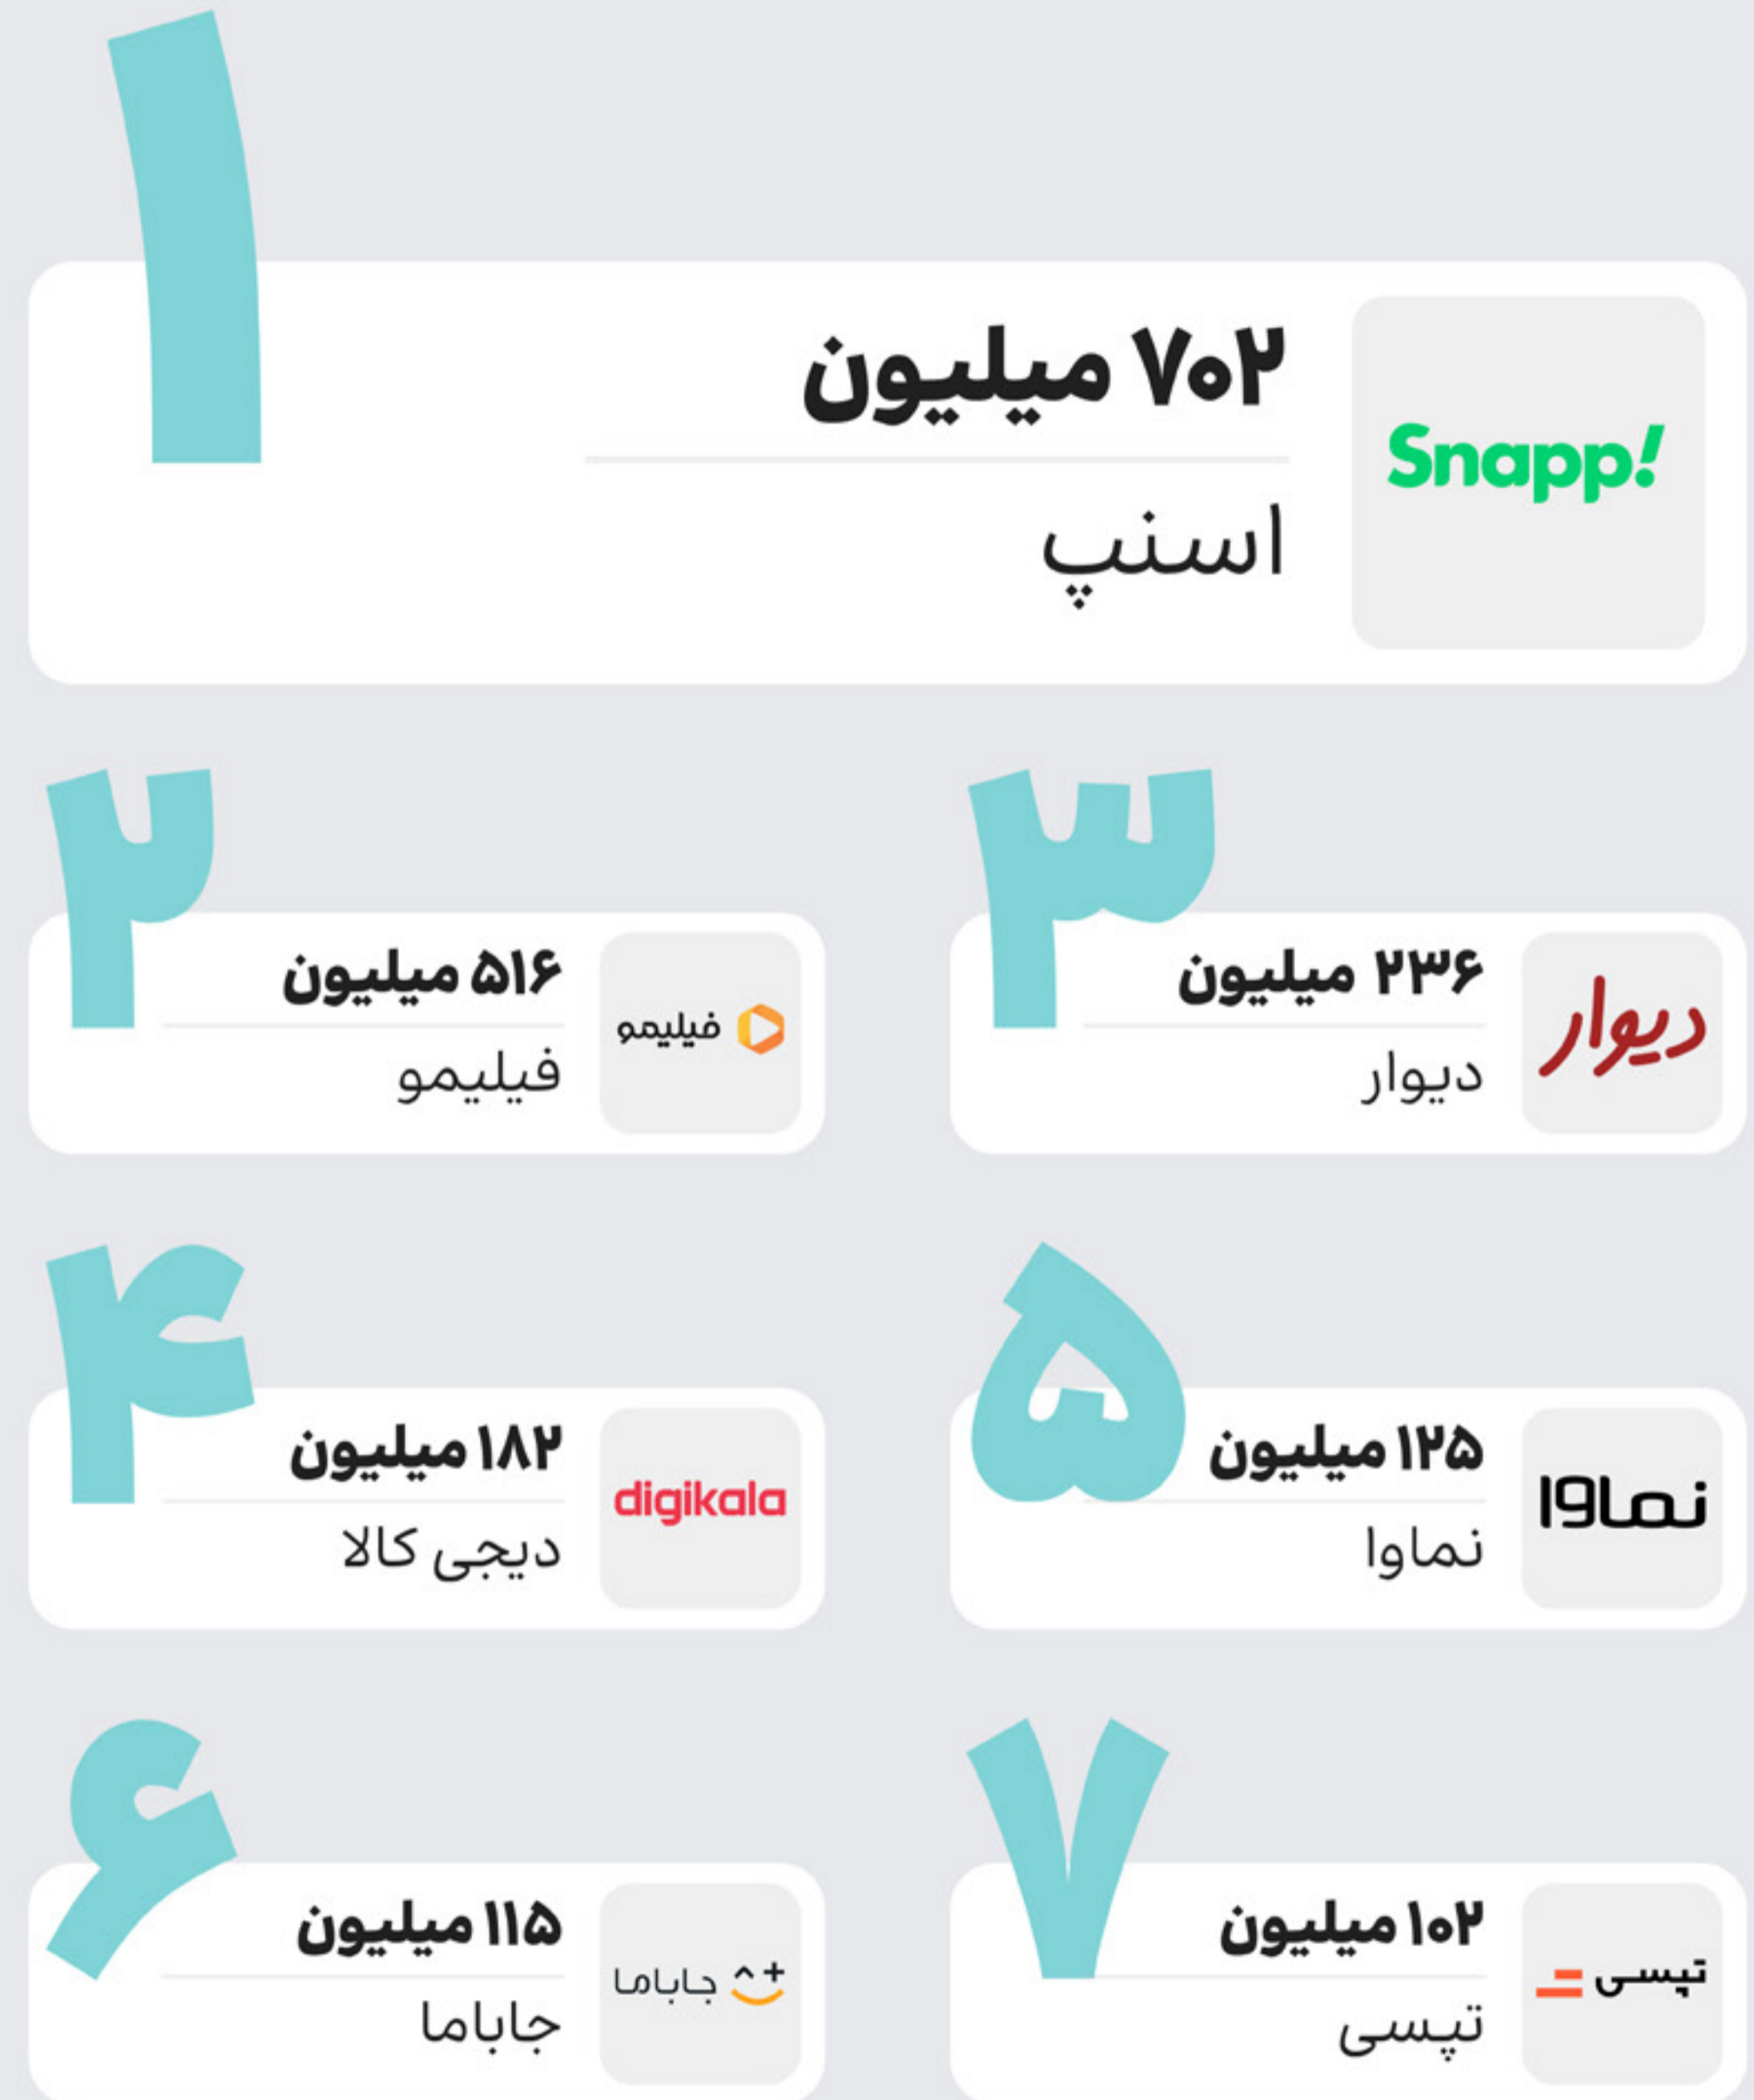 ۱
۷۰۲ میلیون
Snapp!
اسنپ
۲
۵۱۶ میلیون
فیلیمو
فیلیمو
۳
۲۳۶ میلیون
دیوار
دیوار
۴
۱۸۲ میلیون
digikala
دیجی کالا
۵
۱۲۵ میلیون
نماوا
نماوا
۶
۱۱۵ میلیون
جاباما
جاباما
۷
۱۰۲ میلیون
تپسی
تپسی